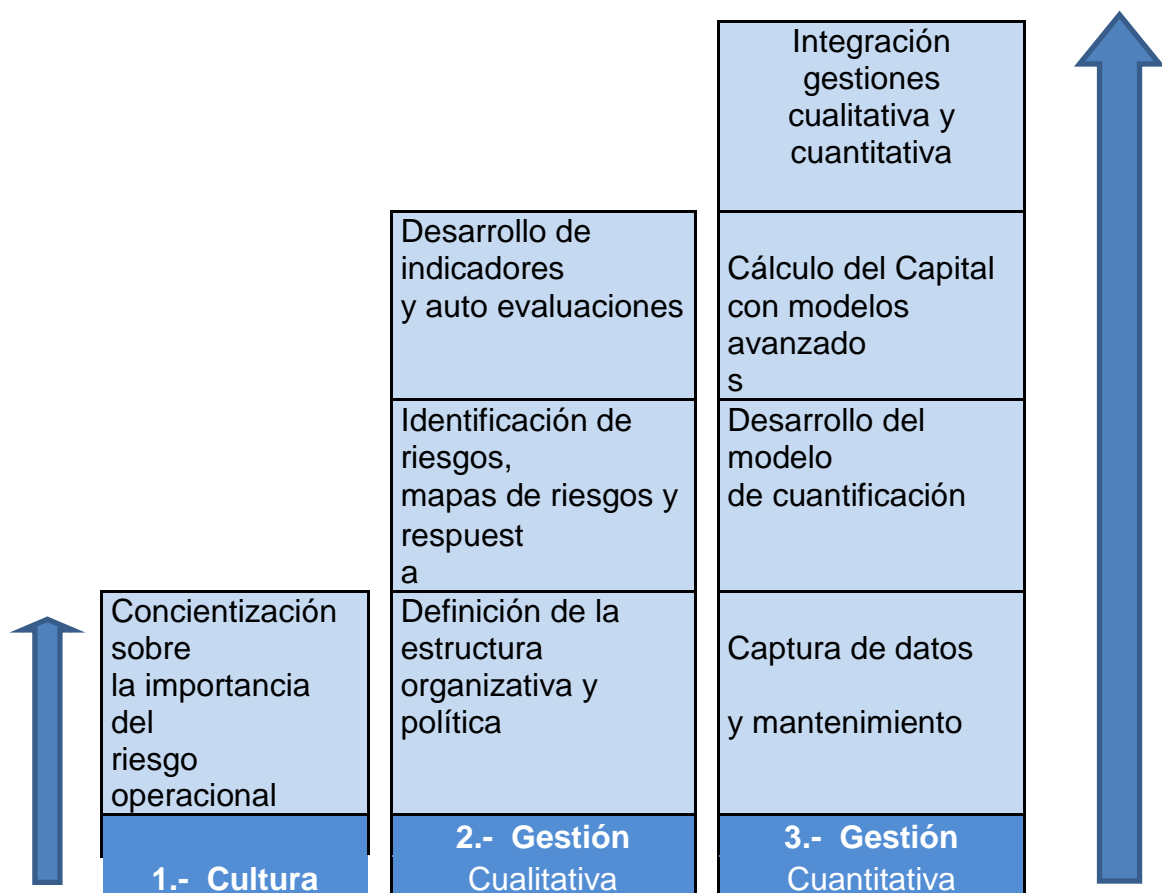 Integración
gestiones
cualitativa y
cuantitativa
Desarrollo de
indicadores
y auto evaluaciones
Cálculo del Capital
con modelos
avanzado
s
Identificación de
riesgos,
mapas de riesgos y
respuest
a
Desarrollo del
modelo
de cuantificación
Concientización
sobre
la importancia
del
riesgo
operacional
Definición de la
estructura
organizativa y
política
Captura de datos
y mantenimiento
1.- Cultura
2.- Gestión
Cualitativa
3.- Gestión
Cuantitativa